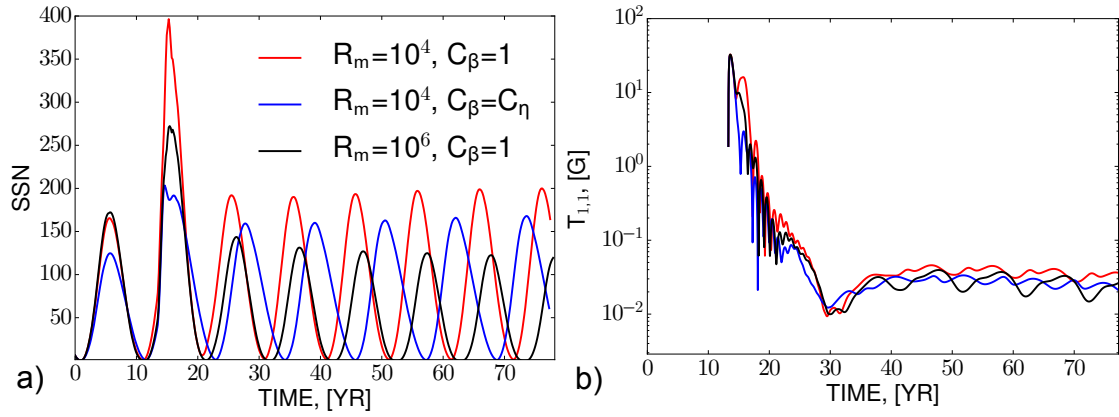 400
350
300
250
200
150
100
50
SSN
R_m=10^4, C_β=1
R_m=10^4, C_β=C_η
R_m=10^6, C_β=1
0 10 20 30 40 50 60 70
TIME, [YR]
a)
10^2
10^1
10^0
10^-1
10^-2
T_1,1, [G]
0 10 20 30 40 50 60 70
TIME, [YR]
b)